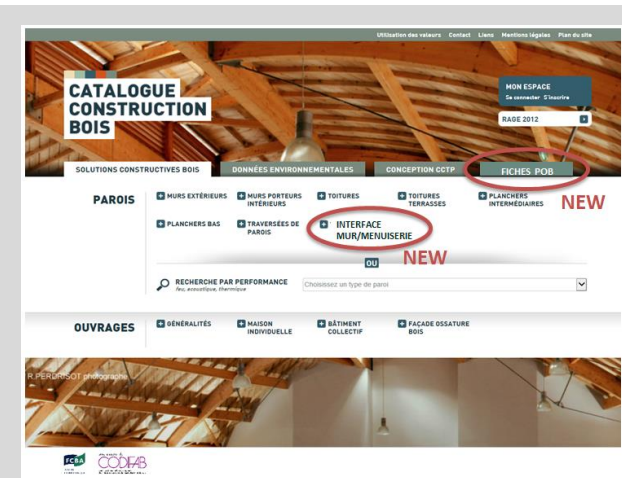 Utilisation des valeurs Contact Liens Mentions légales Plan du site
CATALOGUE
CONSTRUCTION
BOIS
MON ESPACE
Se connecter S'inscrire
RAGE 2012
SOLUTIONS CONSTRUCTIVES BOIS DONNÉES ENVIRONNEMENTALES CONCEPTION CCTP FICHES POB
NEW
PAROIS
MURS EXTÉRIEURS
MURS PORTEURS
INTÉRIEURS
TOITURES
TOITURES
TERRASSES
PLANCHERS
INTERMÉDIAIRES
PLANCHERS BAS
TRAVERSÉES DE
PAROIS
INTERFACE
MUR/MENUISERIE
NEW
OU
RECHERCHE PAR PERFORMANCE
feu, acoustique, thermique
Choisissez un type de paroi
OUVRAGES
GÉNÉRALITÉS
MAISON
INDIVIDUELLE
BÂTIMENT
COLLECTIF
FAÇADE OSSATURE
BOIS
R.PERDRISOT photographe
FCBA
CODIFAB